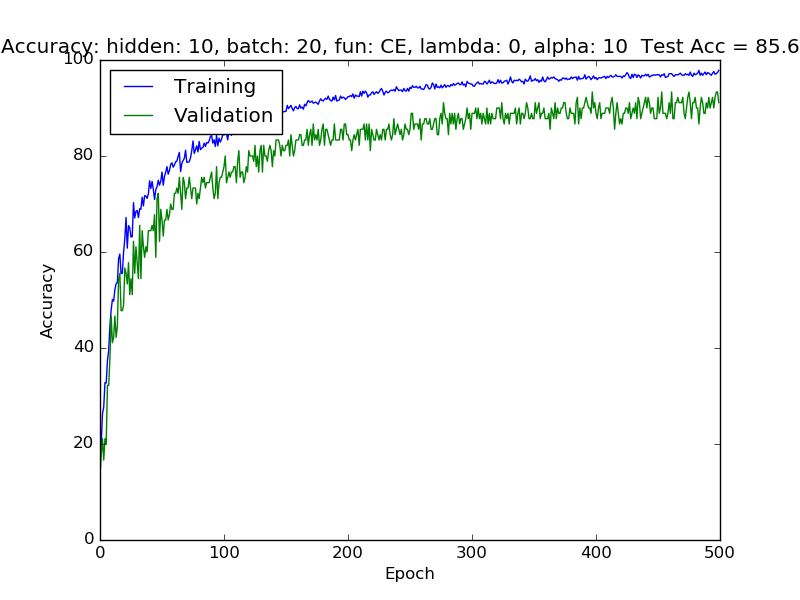 Accuracy: hidden: 10, batch: 20, fun: CE, lambda: 0, alpha: 10  Test Acc = 85.6
100
80
60
40
20
0
Accuracy
Training
Validation
0 100 200 300 400 500
Epoch